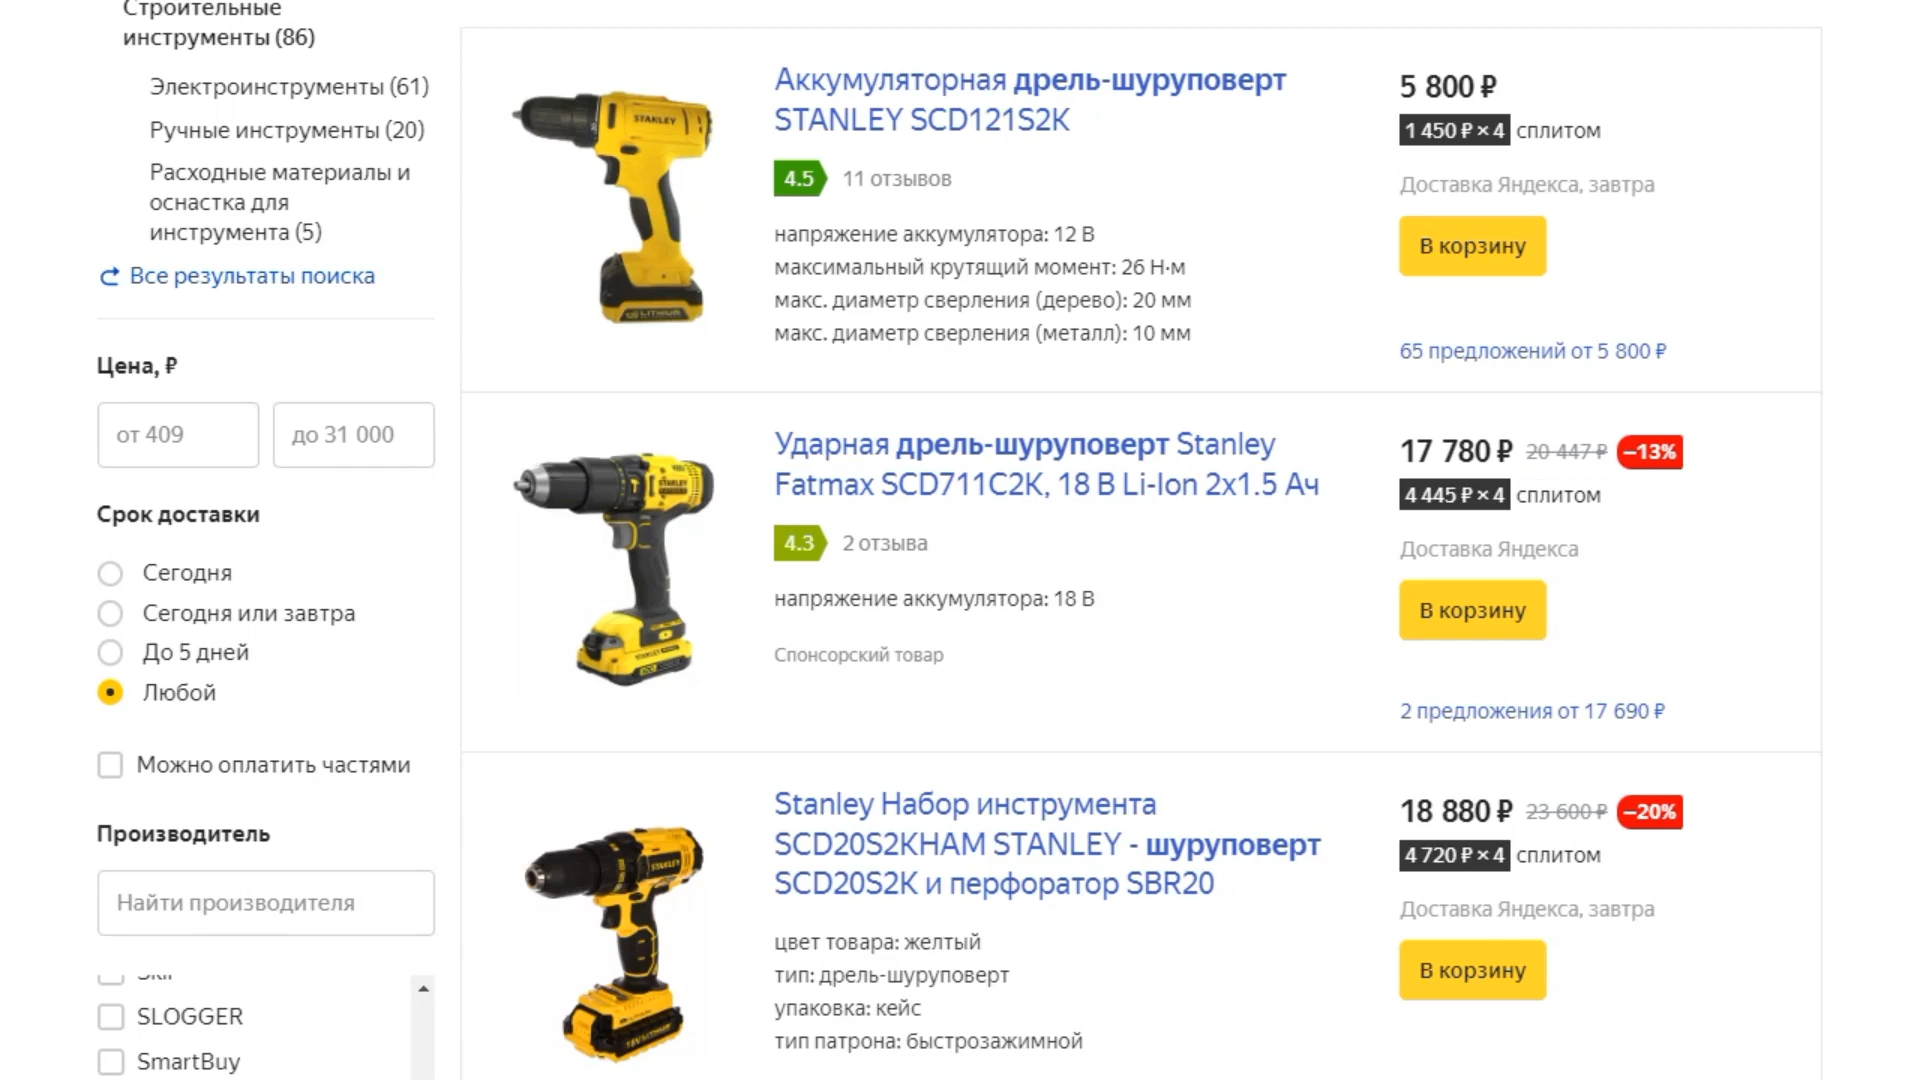 Строительные
инструменты (86)
Электроинструменты (61)
Ручные инструменты (20)
Расходные материалы и
оснастка для
инструмента (5)
Все результаты поиска
Цена, ₽
от 409
до 31 000
Срок доставки
Сегодня
Сегодня или завтра
До 5 дней
Любой
Можно оплатить частями
Производитель
Найти производителя
SLOGGER
SmartBuy
STANLEY
Аккумуляторная дрель-шуруповерт
STANLEY SCD121S2K
4.5 11 отзывов
напряжение аккумулятора: 12 В
максимальный крутящий момент: 26 Н·м
макс. диаметр сверления (дерево): 20 мм
макс. диаметр сверления (металл): 10 мм
5 800 ₽
1 450 ₽ × 4 сплитом
Доставка Яндекса, завтра
В корзину
65 предложений от 5 800 ₽
STANLEY
Ударная дрель-шуруповерт Stanley
Fatmax SCD711C2K, 18 В Li-Ion 2x1.5 Ач
4.3 2 отзыва
напряжение аккумулятора: 18 В
Спонсорский товар
17 780 ₽ 20 447 ₽ –13%
4 445 ₽ × 4 сплитом
Доставка Яндекса
В корзину
2 предложения от 17 690 ₽
STANLEY
Stanley Набор инструмента
SCD20S2KHAM STANLEY - шуруповерт
SCD20S2K и перфоратор SBR20
цвет товара: желтый
тип: дрель-шуруповерт
упаковка: кейс
тип патрона: быстрозажимной
18 880 ₽ 23 600 ₽ –20%
4 720 ₽ × 4 сплитом
Доставка Яндекса, завтра
В корзину